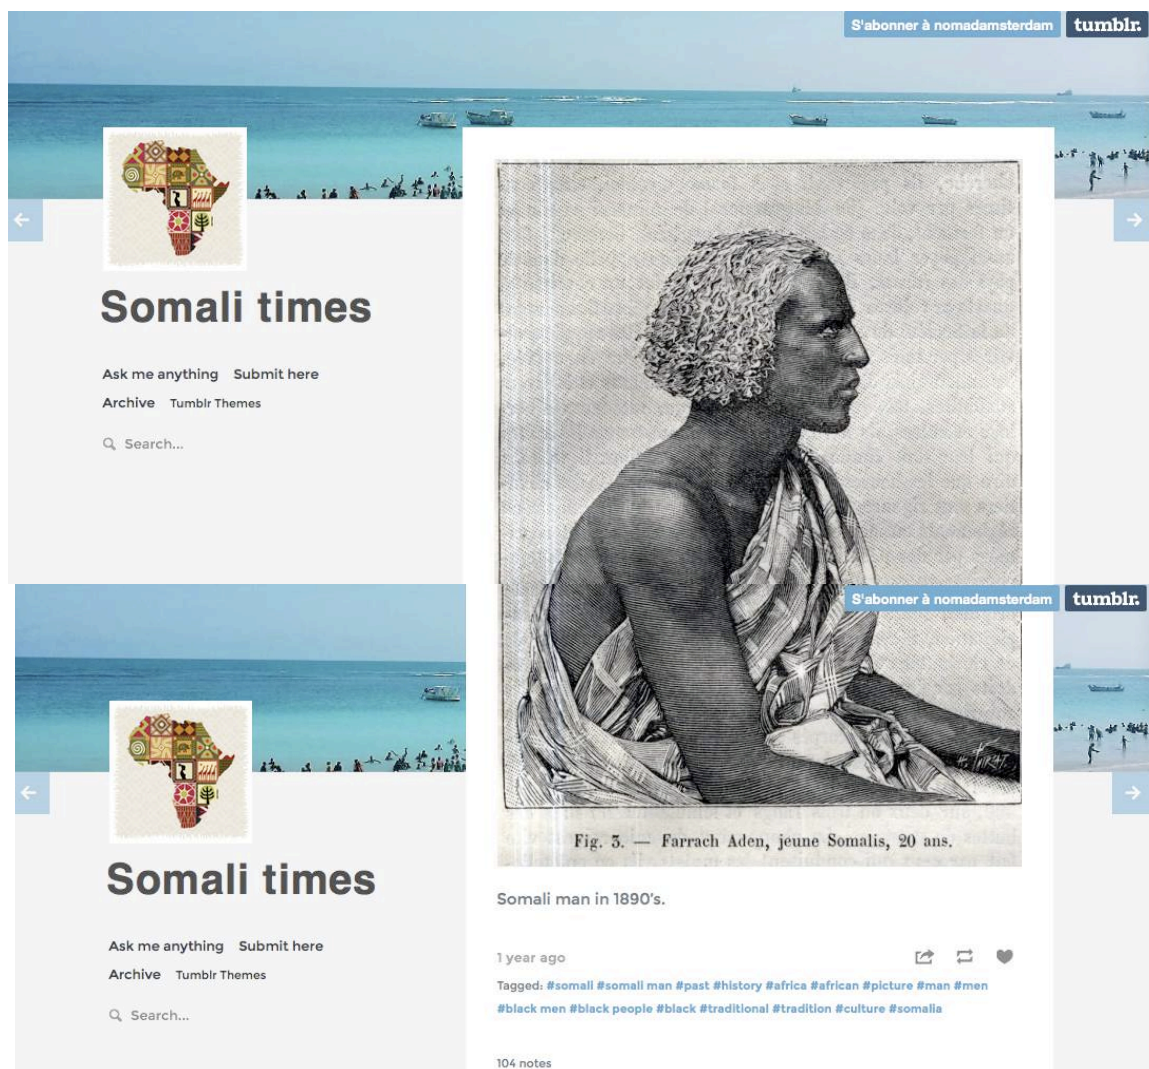 S'abonner à nomadamsterdam
tumblr.
Somali times
Ask me anything Submit here
Archive Tumblr Themes
Search...
S'abonner à nomadamsterdam
tumblr.
Somali times
Ask me anything Submit here
Archive Tumblr Themes
Search...
Fig. 3. — Farrach Aden, jeune Somalis, 20 ans.
Somali man in 1890's.
1 year ago
Tagged: #somali #somali man #past #history #africa #african #picture #man #men
#black men #black people #black #traditional #tradition #culture #somalia
104 notes